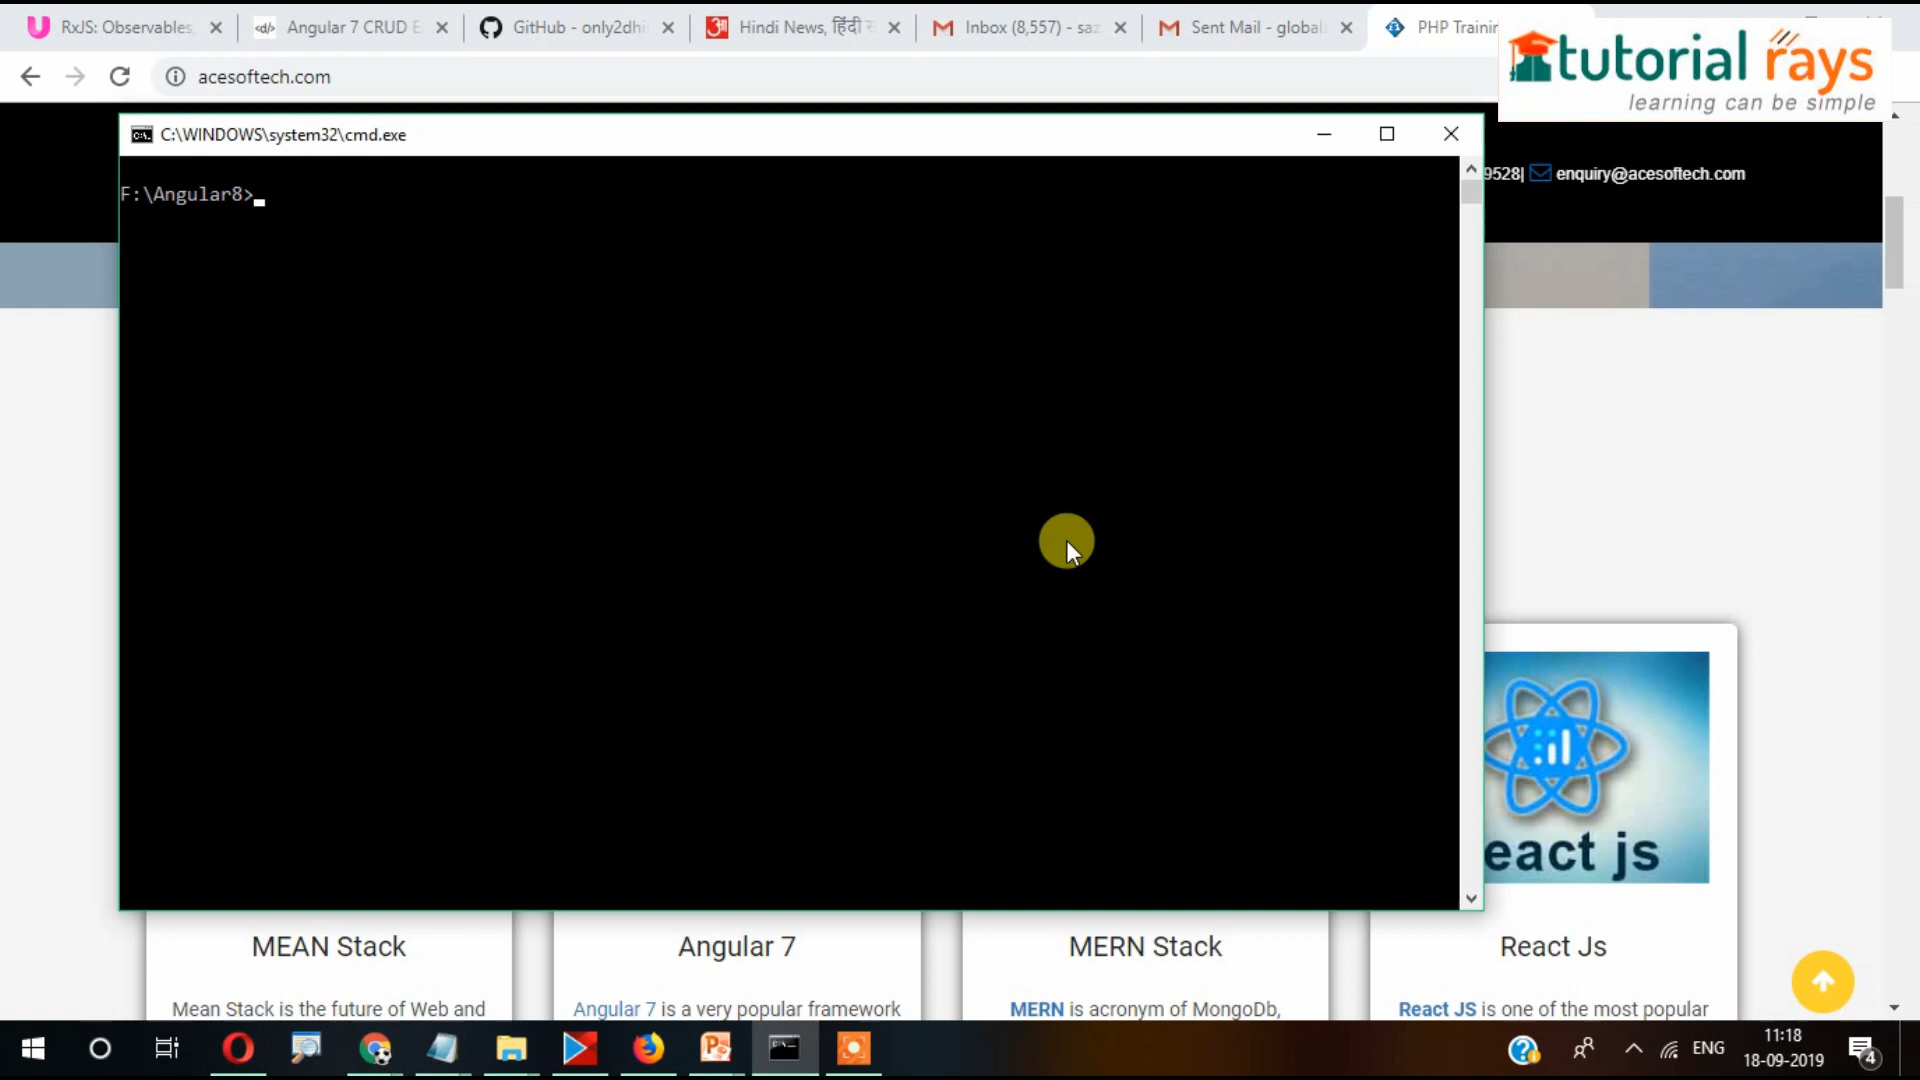 RxJS: Observables,
Angular 7 CRUD E
GitHub - only2dhi
Hindi News, हिंदी स
Inbox (8,557) - saz
Sent Mail - global
PHP Trainin
tutorial rays
learning can be simple
acesoftech.com
C:\WINDOWS\system32\cmd.exe
9528| enquiry@acesoftech.com
F:\Angular8>
eact js
MEAN Stack
Angular 7
MERN Stack
React Js
Mean Stack is the future of Web and
Angular 7 is a very popular framework
MERN is acronym of MongoDb,
React JS is one of the most popular
ENG
11:18
18-09-2019
4